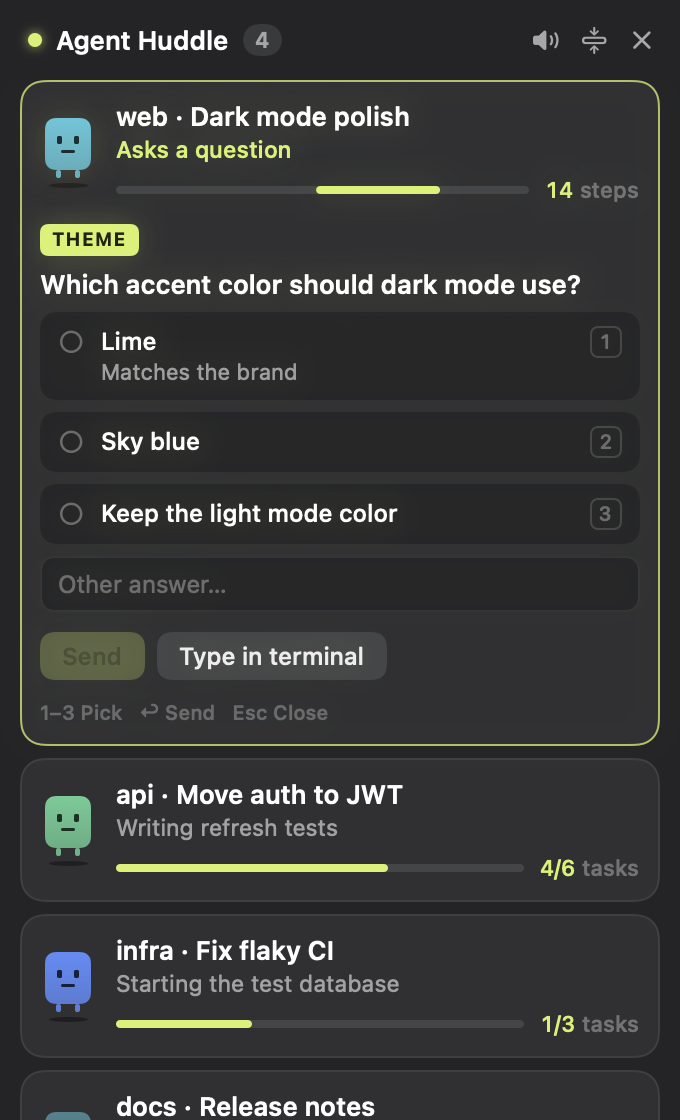 Agent Huddle 4
web · Dark mode polish
Asks a question
14 steps
THEME
Which accent color should dark mode use?
Lime 1
Matches the brand
Sky blue 2
Keep the light mode color 3
Other answer...
Send Type in terminal
1–3 Pick ↩ Send Esc Close
api · Move auth to JWT
Writing refresh tests
4/6 tasks
infra · Fix flaky CI
Starting the test database
1/3 tasks
docs · Release notes